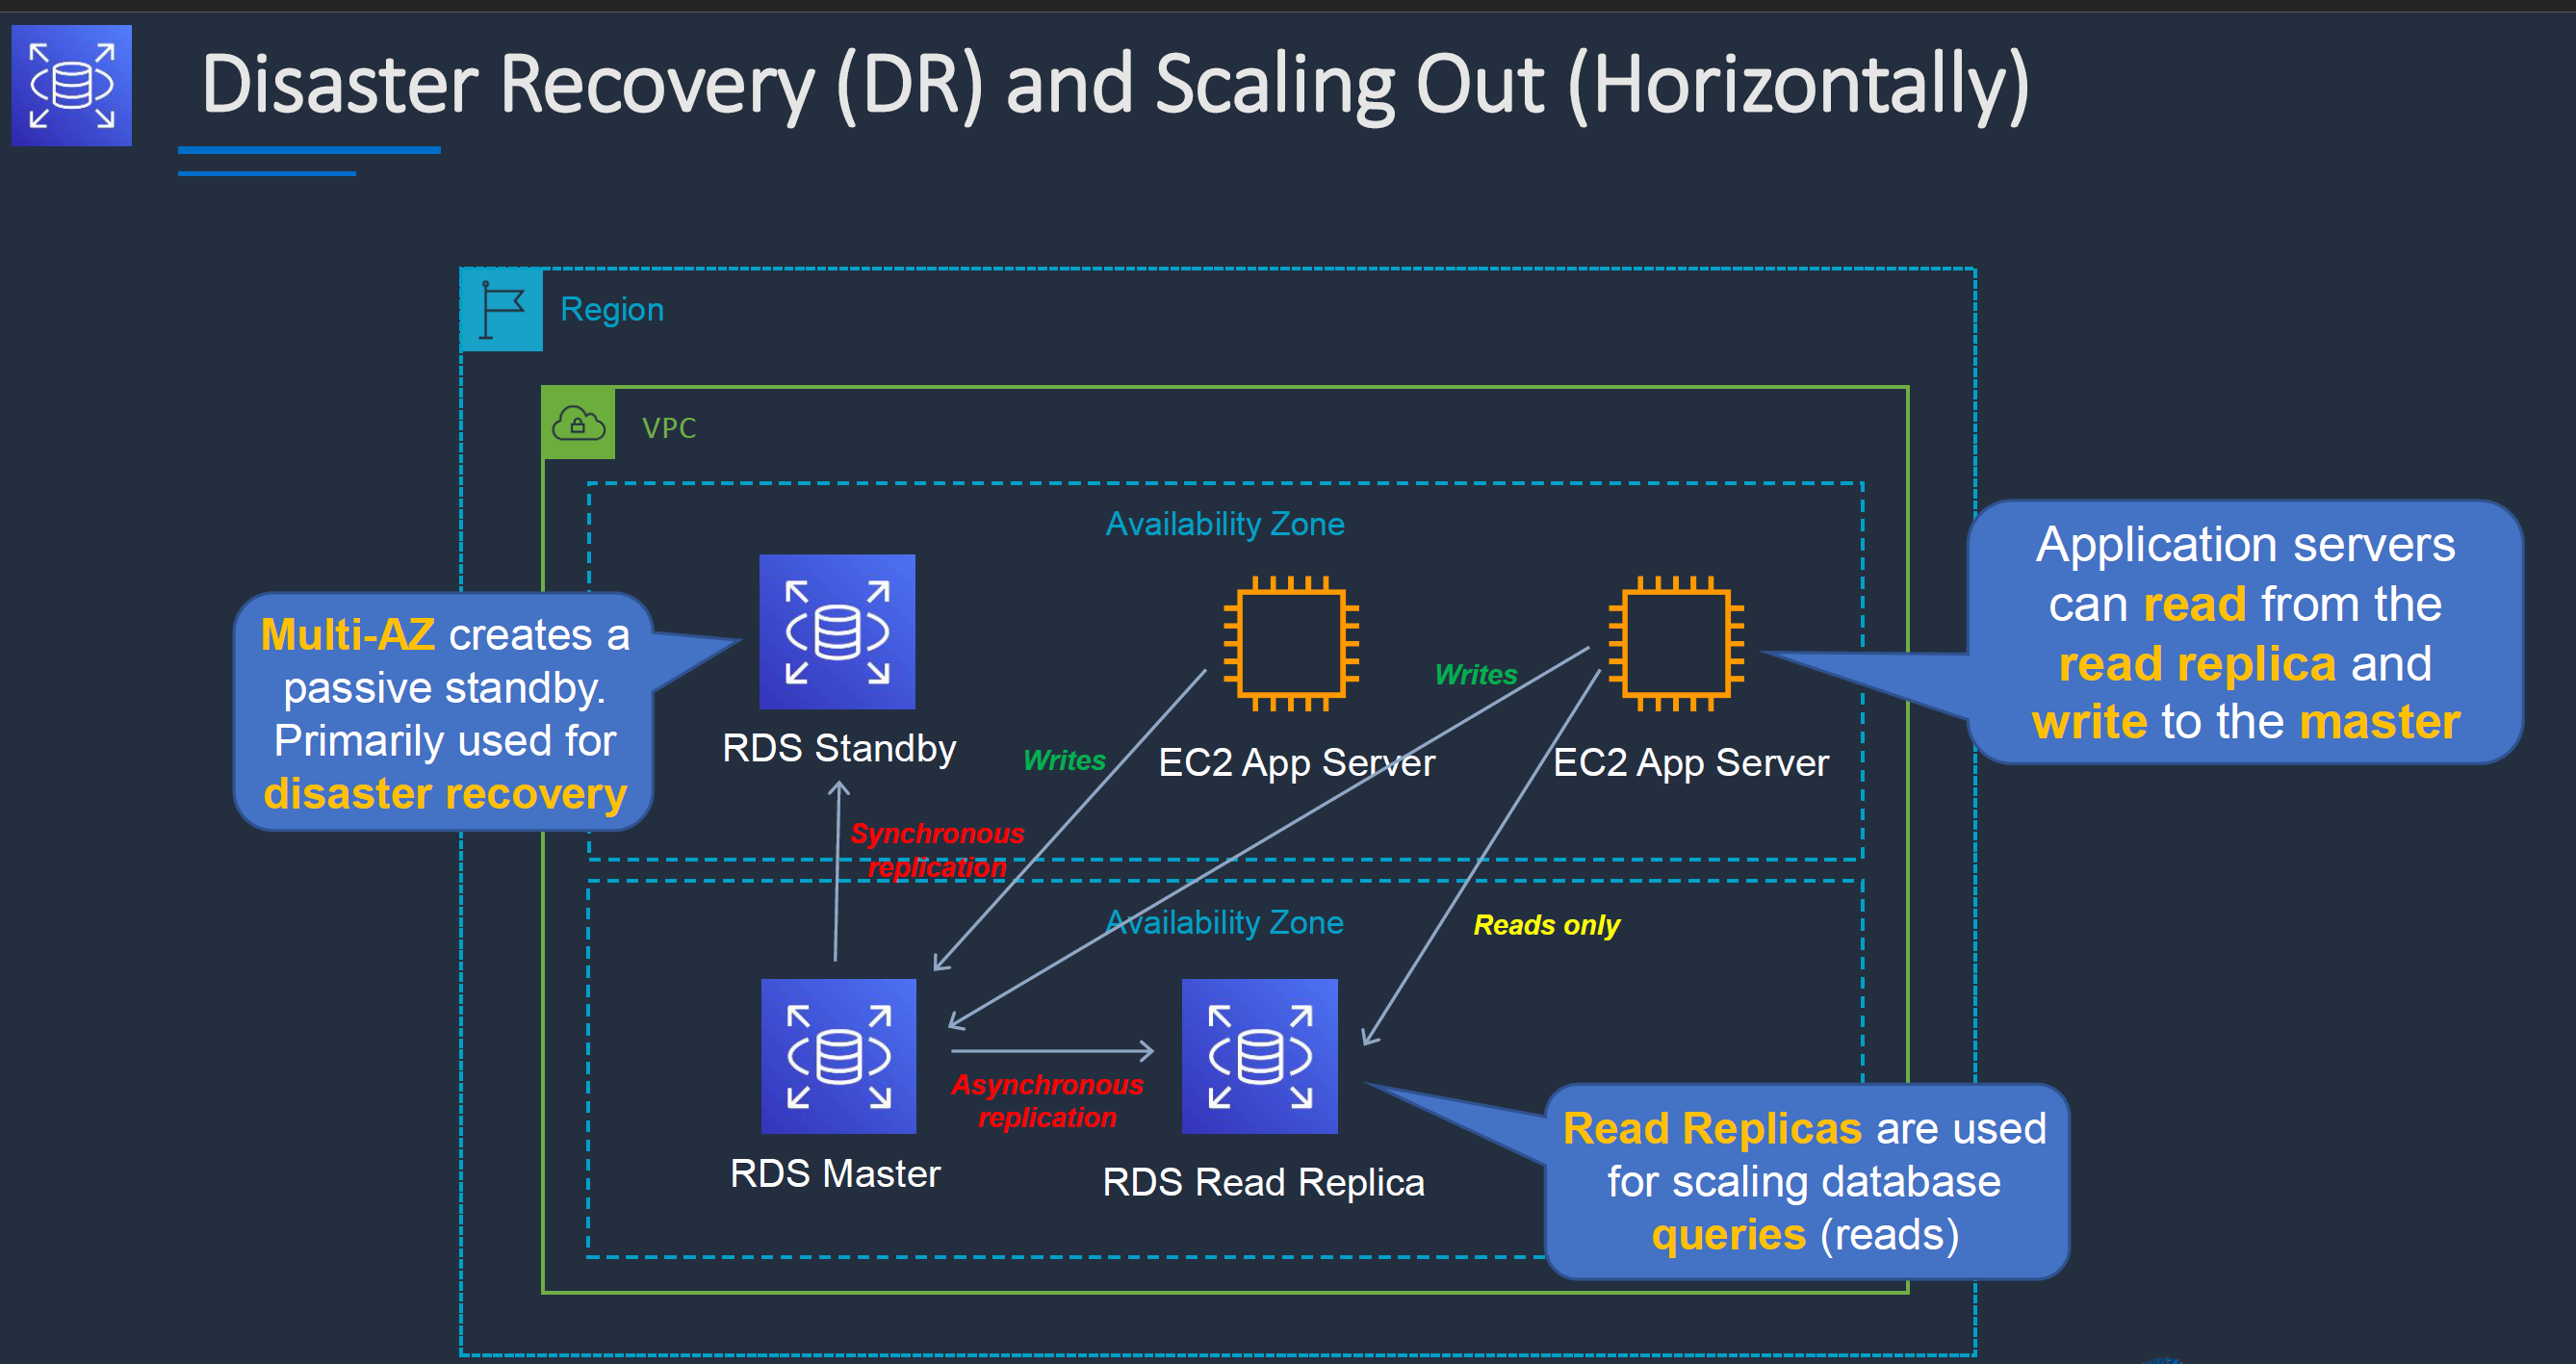 Disaster Recovery (DR) and Scaling Out (Horizontally)
Region
VPC
Availability Zone
Multi-AZ creates a
passive standby.
Primarily used for
disaster recovery
Application servers
can read from the
read replica and
write to the master
RDS Standby
EC2 App Server
EC2 App Server
Writes
Writes
Synchronous
replication
Availability Zone
Reads only
Asynchronous
replication
RDS Master
RDS Read Replica
Read Replicas are used
for scaling database
queries (reads)